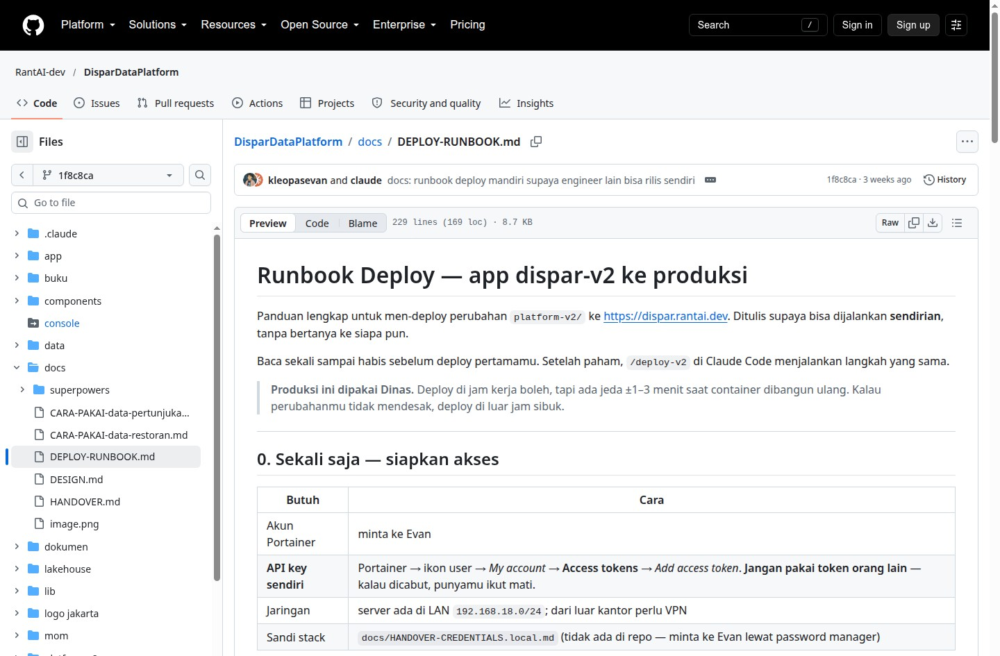 Platform Solutions Resources Open Source Enterprise Pricing Search / Sign in Sign up
RantAI-dev / DisparDataPlatform
Code Issues Pull requests Actions Projects Security and quality Insights
Files
1f8c8ca
Go to file
.claude
app
buku
components
console
data
docs
superpowers
CARA-PAKAI-data-pertunjuka...
CARA-PAKAI-data-restoran.md
DEPLOY-RUNBOOK.md
DESIGN.md
HANDOVER.md
image.png
dokumen
lakehouse
lib
logo jakarta
mom
DisparDataPlatform / docs / DEPLOY-RUNBOOK.md
kleopasevan and claude docs: runbook deploy mandiri supaya engineer lain bisa rilis sendiri 1f8c8ca · 3 weeks ago History
Preview Code Blame 229 lines (169 loc) · 8.7 KB Raw
Runbook Deploy — app dispar-v2 ke produksi
Panduan lengkap untuk men-deploy perubahan platform-v2/ ke https://dispar.rantai.dev. Ditulis supaya bisa dijalankan sendirian,
tanpa bertanya ke siapa pun.
Baca sekali sampai habis sebelum deploy pertamamu. Setelah paham, /deploy-v2 di Claude Code menjalankan langkah yang sama.
Produksi ini dipakai Dinas. Deploy di jam kerja boleh, tapi ada jeda ±1–3 menit saat container dibangun ulang. Kalau
perubahanmu tidak mendesak, deploy di luar jam sibuk.
0. Sekali saja — siapkan akses
Butuh Cara
Akun
Portainer
minta ke Evan
API key
sendiri
Portainer → ikon user → My account → Access tokens → Add access token. Jangan pakai token orang lain —
kalau dicabut, punyamu ikut mati.
Jaringan server ada di LAN 192.168.18.0/24; dari luar kantor perlu VPN
Sandi stack docs/HANDOVER-CREDENTIALS.local.md (tidak ada di repo — minta ke Evan lewat password manager)